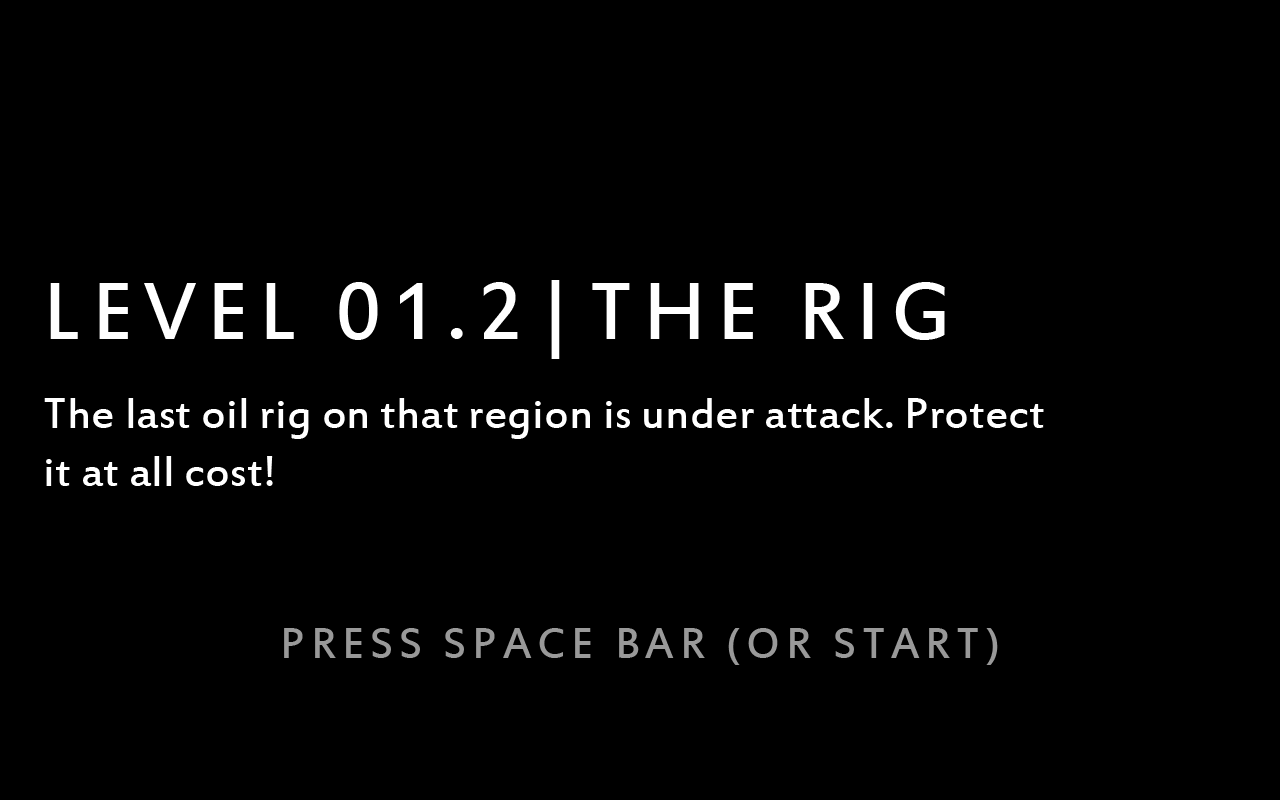 LEVEL 01.2|THE RIG
The last oil rig on that region is under attack. Protect
it at all cost!
PRESS SPACE BAR (OR START)